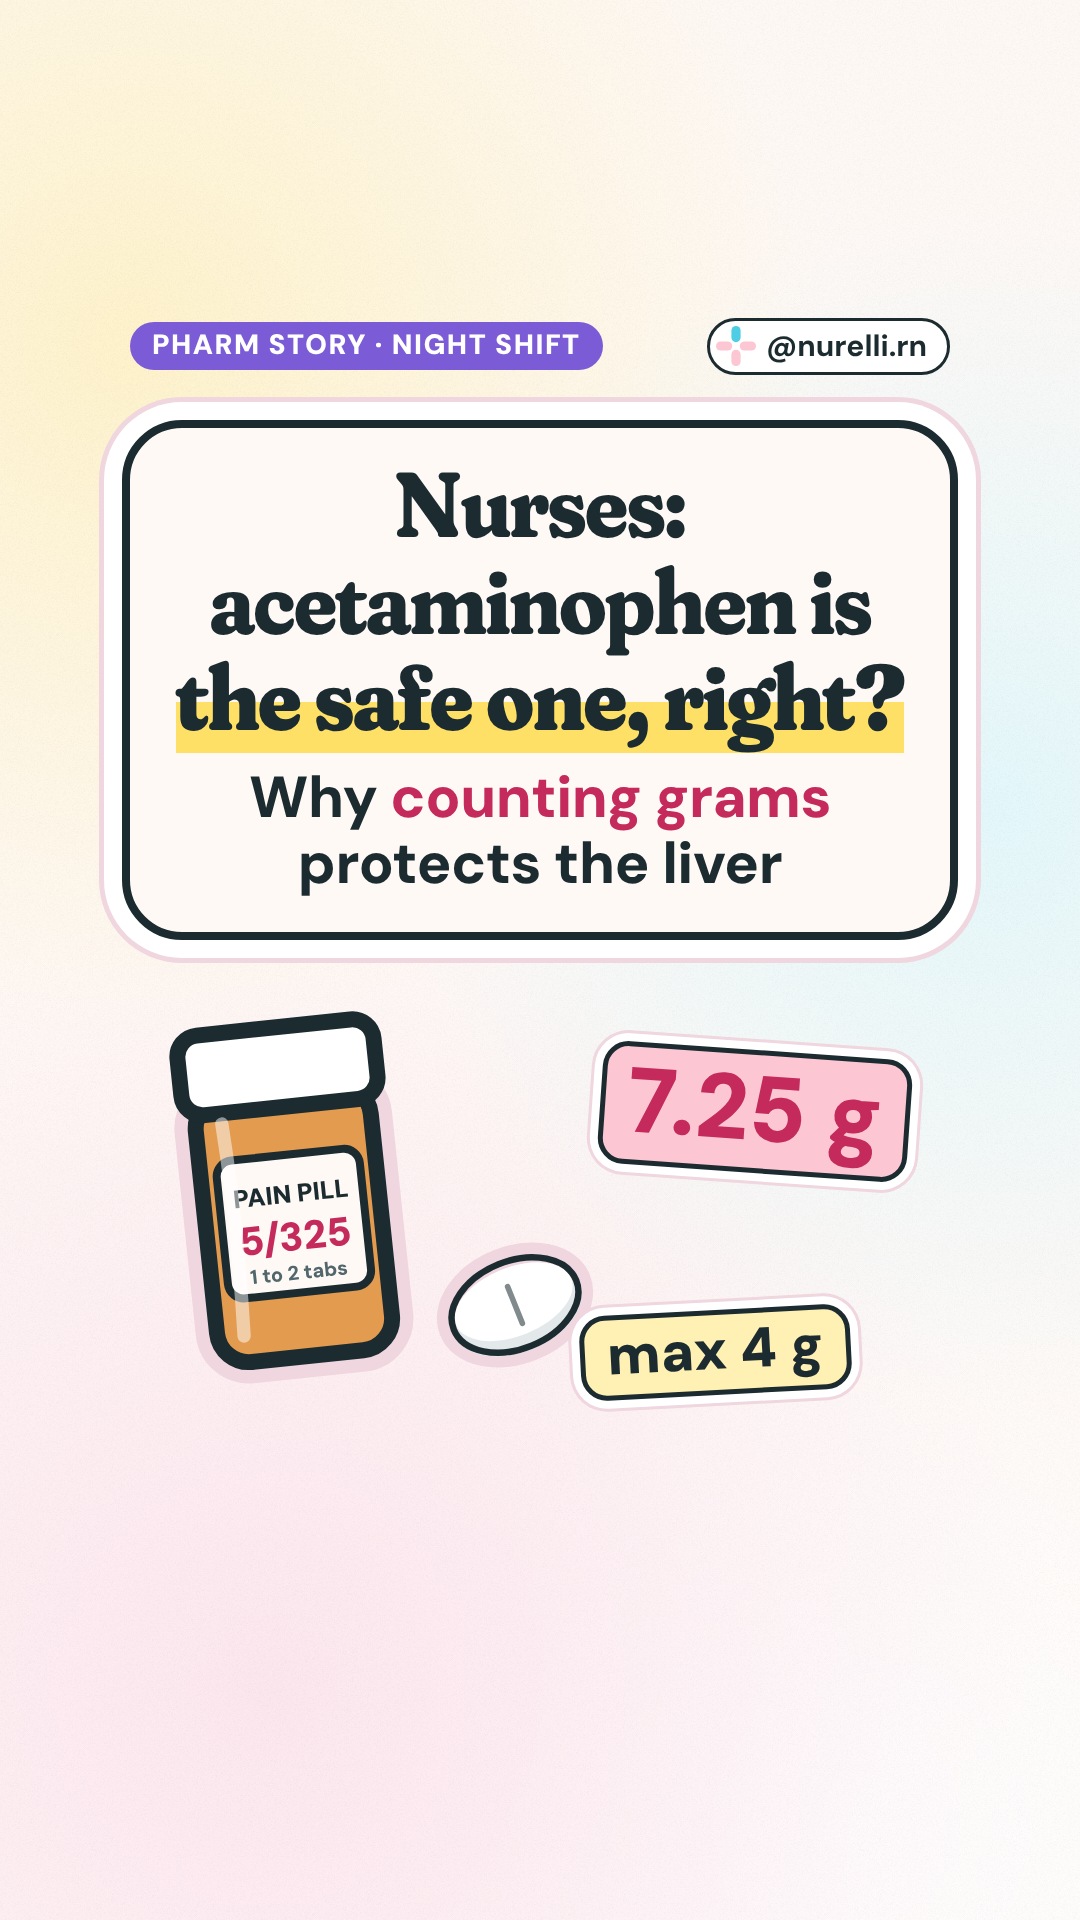 PHARM STORY · NIGHT SHIFT
@nurelli.rn
Nurses:
acetaminophen is
the safe one, right?
Why counting grams
protects the liver
7.25 g
PAIN PILL
5/325
1 to 2 tabs
max 4 g